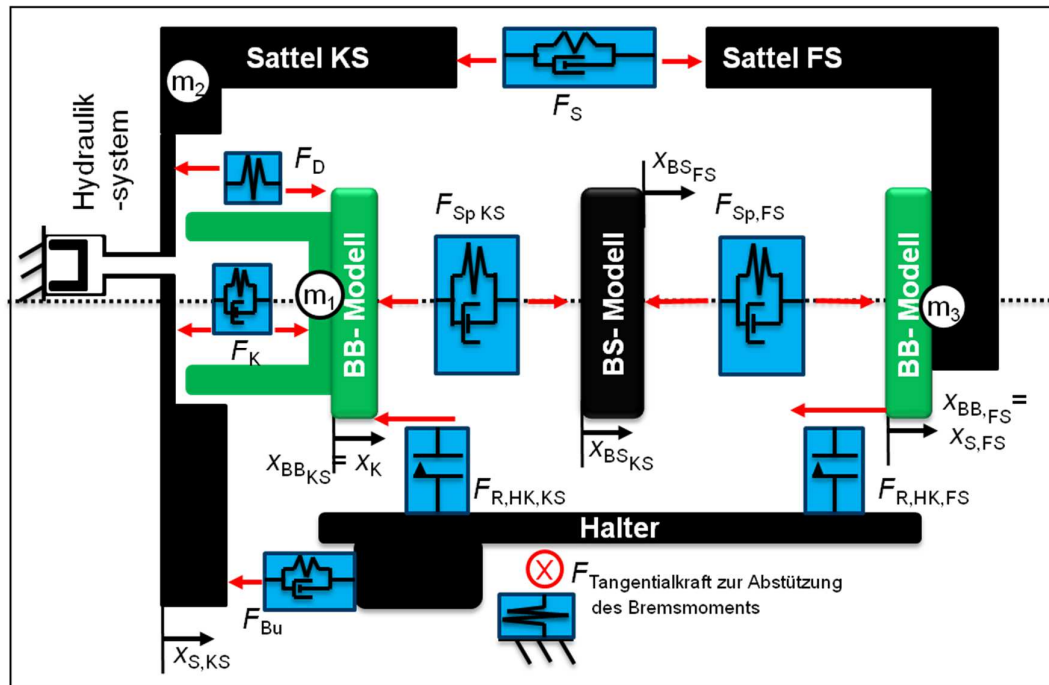 Sattel KS
Sattel FS
m2
F_S
Hydraulik
-system
F_D
x_BS_FS
F_Sp KS
F_Sp,FS
BB- Modell
BS- Modell
BB- Modell
m1
m3
F_K
x_BB_KS = x_K
x_BS_KS
x_BB,FS =
x_S,FS
F_R,HK,KS
F_R,HK,FS
Halter
X
F_Tangentialkraft zur Abstützung
des Bremsmoments
F_Bu
x_S,KS